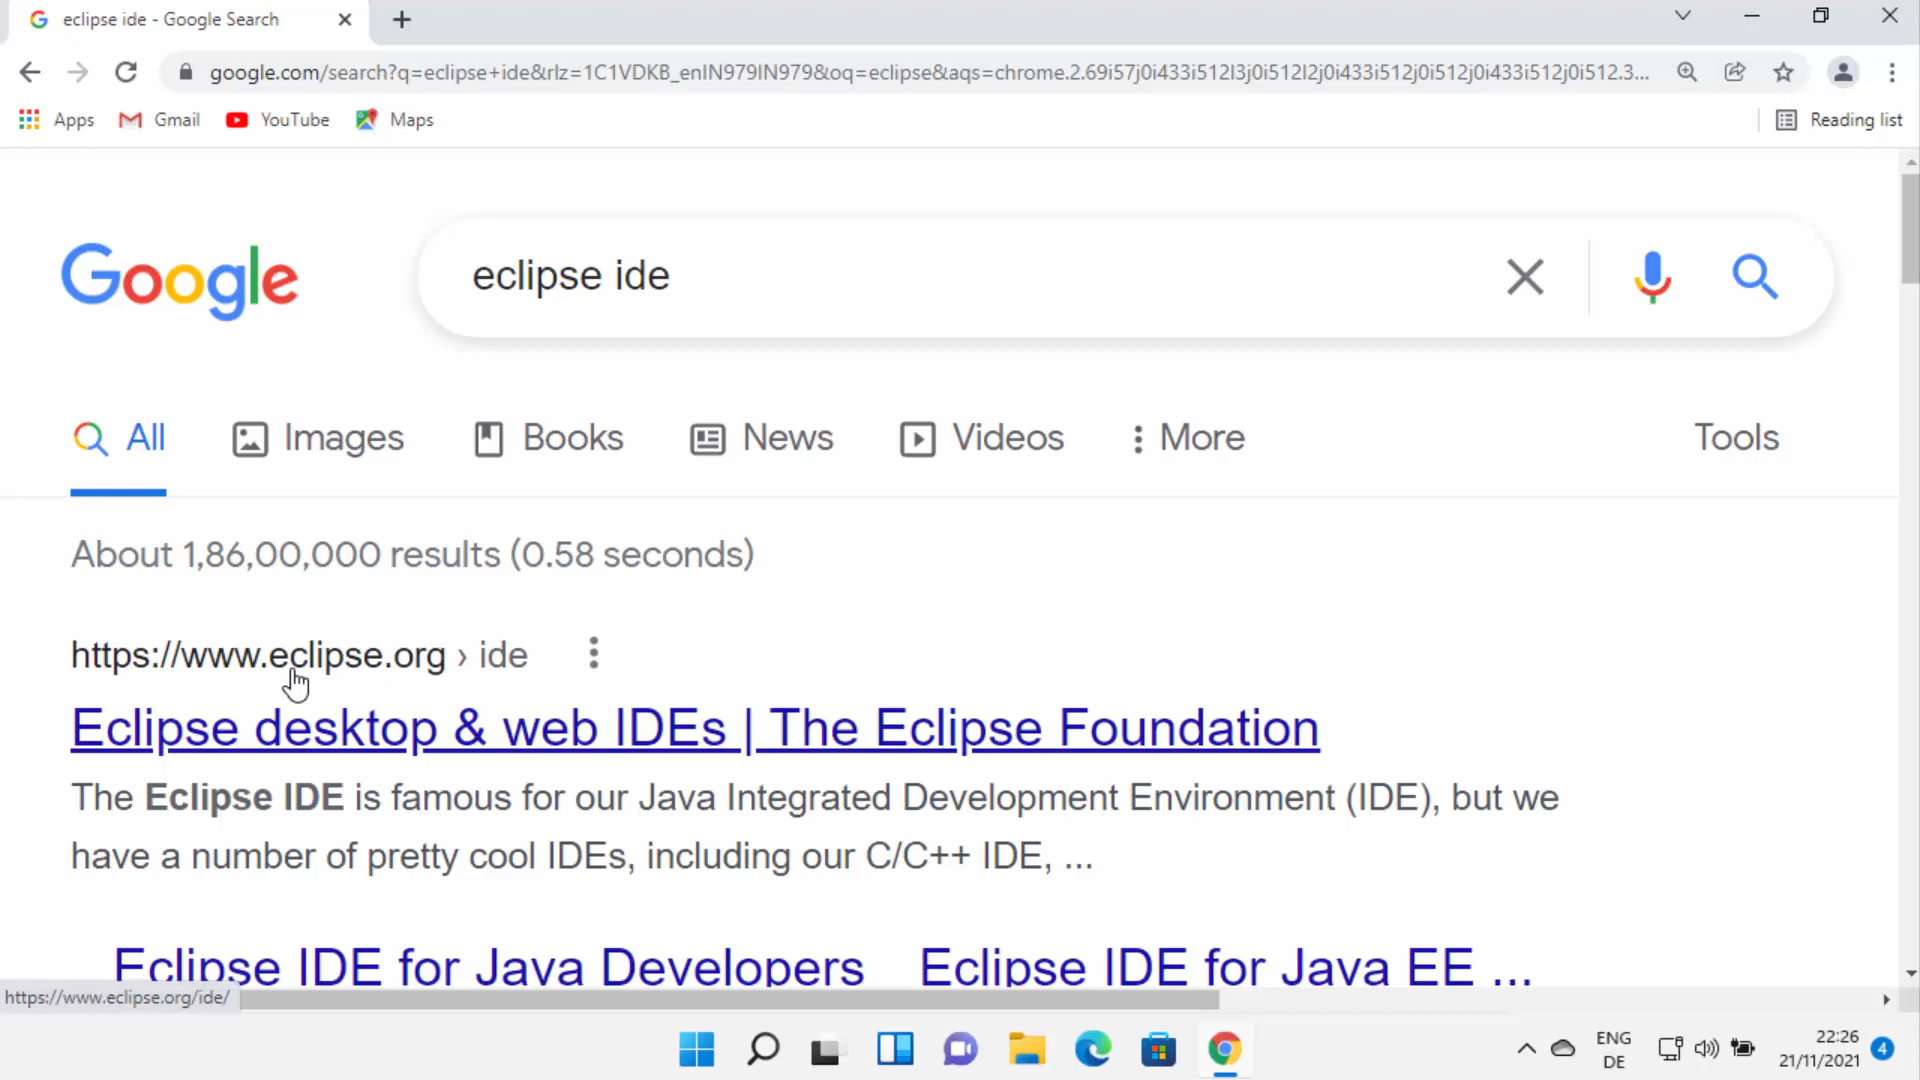 eclipse ide - Google Search
google.com/search?q=eclipse+ide&rlz=1C1VDKB_enIN979IN979&oq=eclipse&aqs=chrome.2.69i57j0i433i512l3j0i512l2j0i433i512j0i512j0i433i512j0i512.3...
Apps Gmail YouTube Maps Reading list
Google eclipse ide
All Images Books News Videos More Tools
About 1,86,00,000 results (0.58 seconds)
https://www.eclipse.org › ide
Eclipse desktop & web IDEs | The Eclipse Foundation
The Eclipse IDE is famous for our Java Integrated Development Environment (IDE), but we
have a number of pretty cool IDEs, including our C/C++ IDE, ...
Eclipse IDE for Java Developers Eclipse IDE for Java EE ...
https://www.eclipse.org/ide/
ENG 22:26
DE 21/11/2021 4